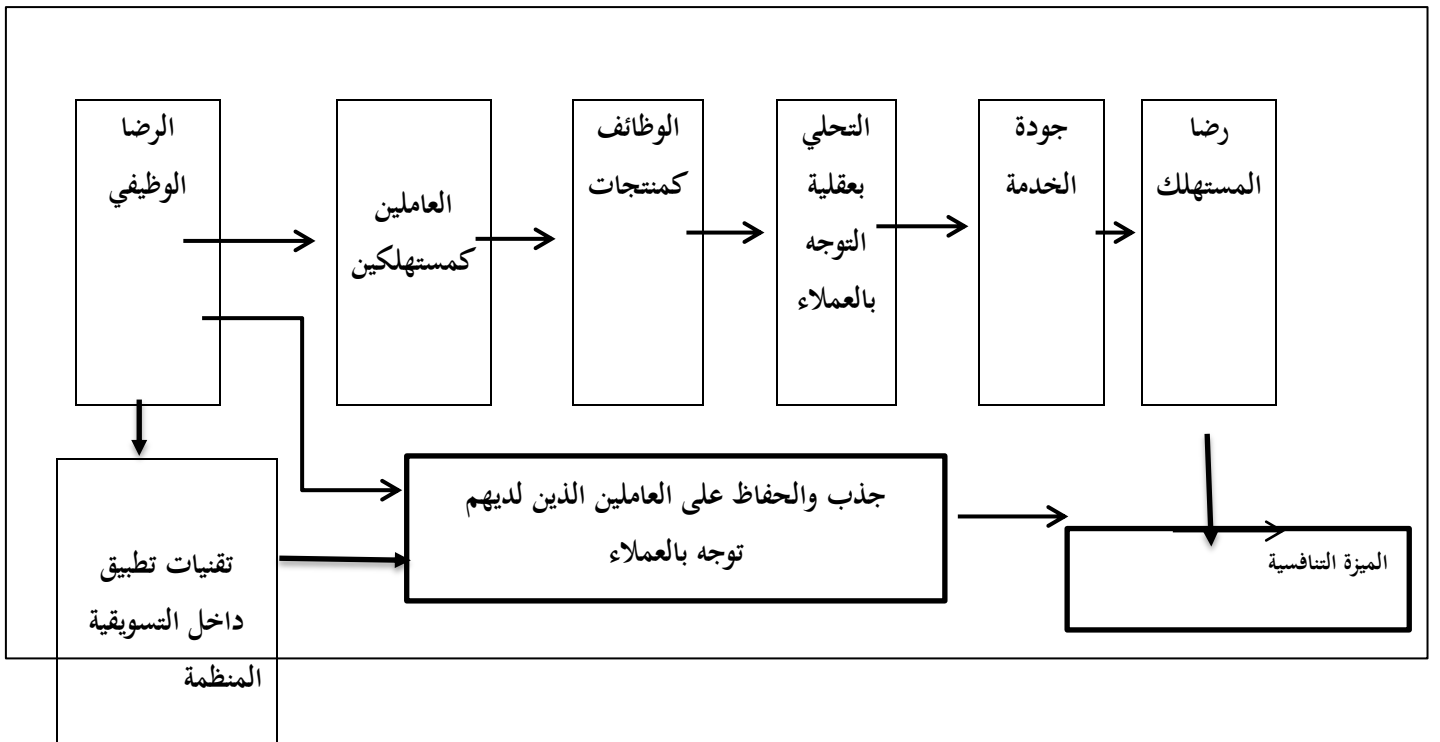 الرضا
الوظيفي
العاملين
كمستهلكين
الوظائف
كمنتجات
التحلي
بعقلية
التوجه
بالعملاء
جودة
الخدمة
رضا
المستهلك
جذب والحفاظ على العاملين الذين لديهم
توجه بالعملاء
الميزة التنافسية
تقنيات تطبيق
داخل التسويقية
المنظمة